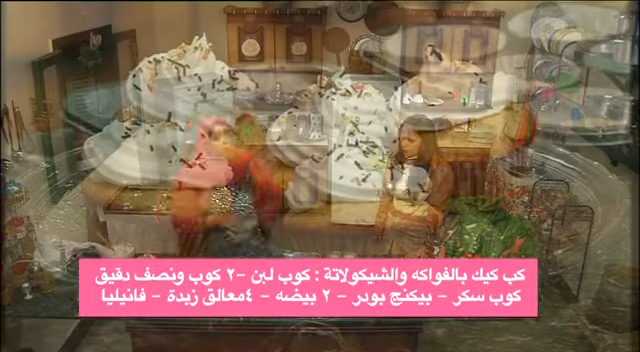 كب كيك بالفواكه والشيكولاتة : كوب لبن -٢ كوب ونصف دقيق
كوب سكر - بيكنج بودر - ٢ بيضه - ٤معالق زبدة - فانيليا